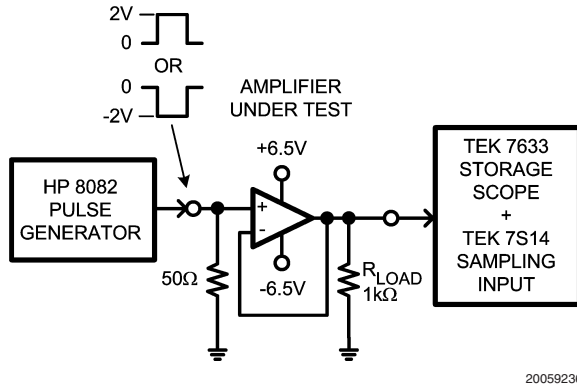 2V
0
OR
0
-2V
AMPLIFIER
UNDER TEST
+6.5V
HP 8082
PULSE
GENERATOR
+
-
50Ω
-6.5V
RLOAD
1kΩ
TEK 7633
STORAGE
SCOPE
+
TEK 7S14
SAMPLING
INPUT